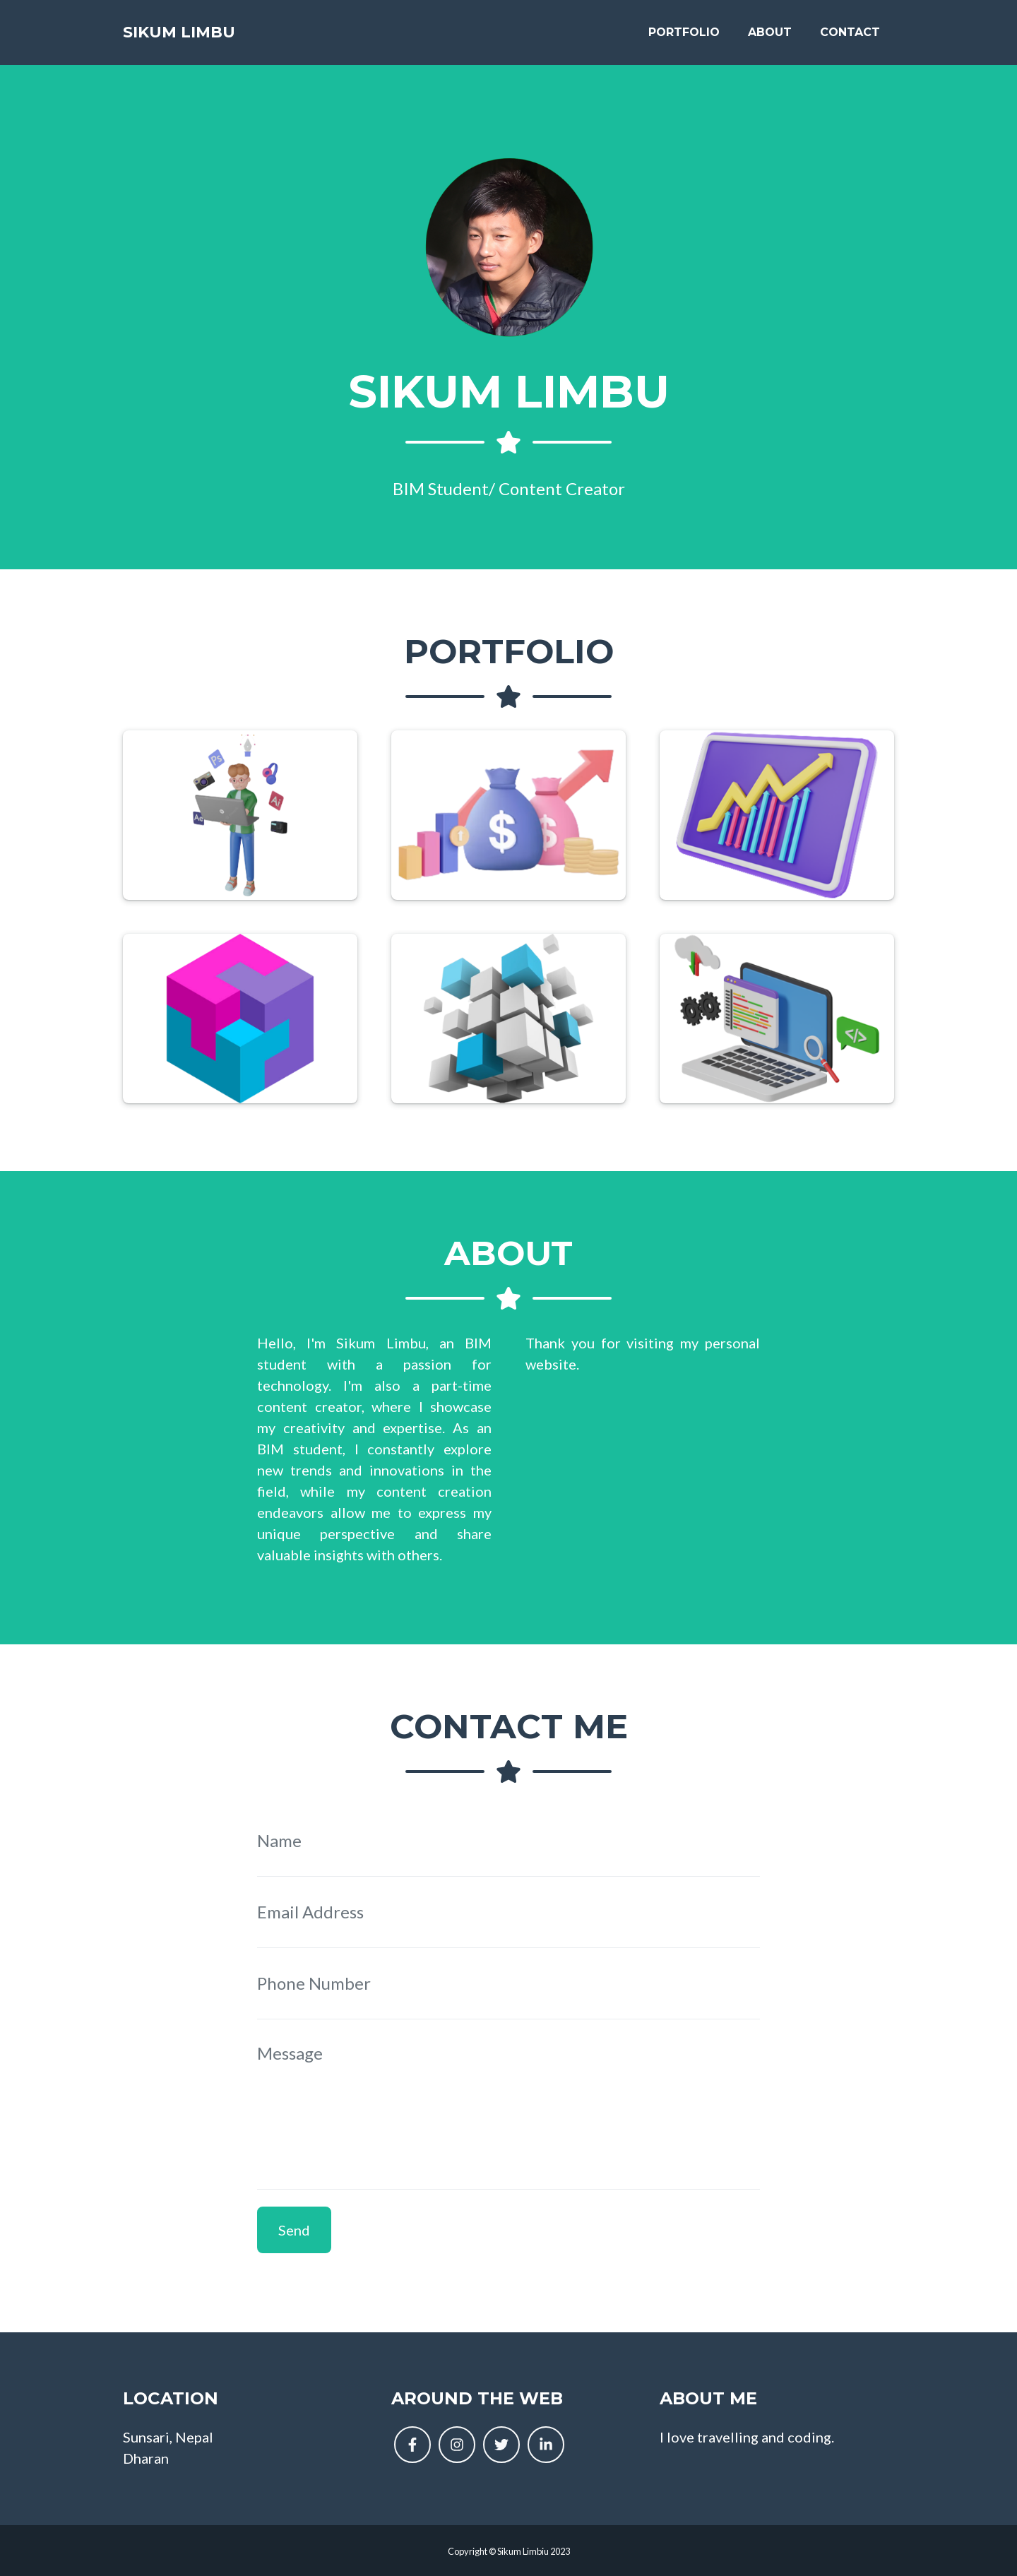 SIKUM LIMBU
PORTFOLIO ABOUT CONTACT
SIKUM LIMBU
BIM Student/ Content Creator
PORTFOLIO
Ps
Ai
Ae
$
$
</>
ABOUT
Hello, I'm Sikum Limbu, an BIM
student with a passion for
technology. I'm also a part-time
content creator, where I showcase
my creativity and expertise. As an
BIM student, I constantly explore
new trends and innovations in the
field, while my content creation
endeavors allow me to express my
unique perspective and share
valuable insights with others.
Thank you for visiting my personal
website.
CONTACT ME
Name
Email Address
Phone Number
Message
Send
LOCATION
Sunsari, Nepal
Dharan
AROUND THE WEB
ABOUT ME
I love travelling and coding.
Copyright © Sikum Limbiu 2023